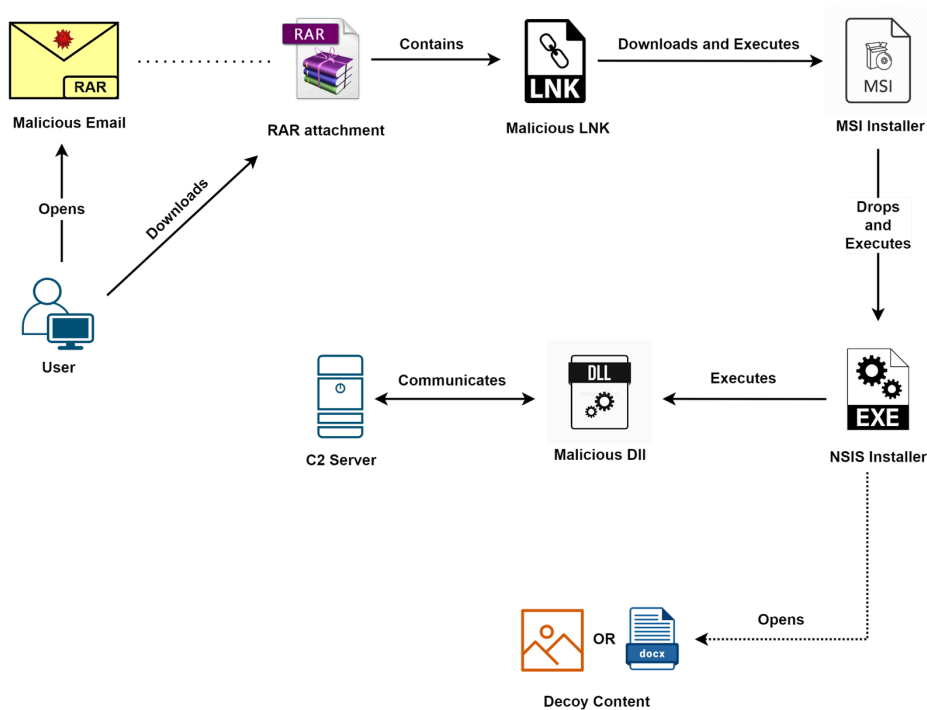 RAR
Malicious Email
RAR
RAR attachment
Contains
LNK
Malicious LNK
Downloads and Executes
MSI
MSI Installer
Opens
Downloads
User
Drops
and
Executes
C2 Server
Communicates
DLL
Malicious Dll
Executes
EXE
NSIS Installer
OR
docx
Opens
Decoy Content